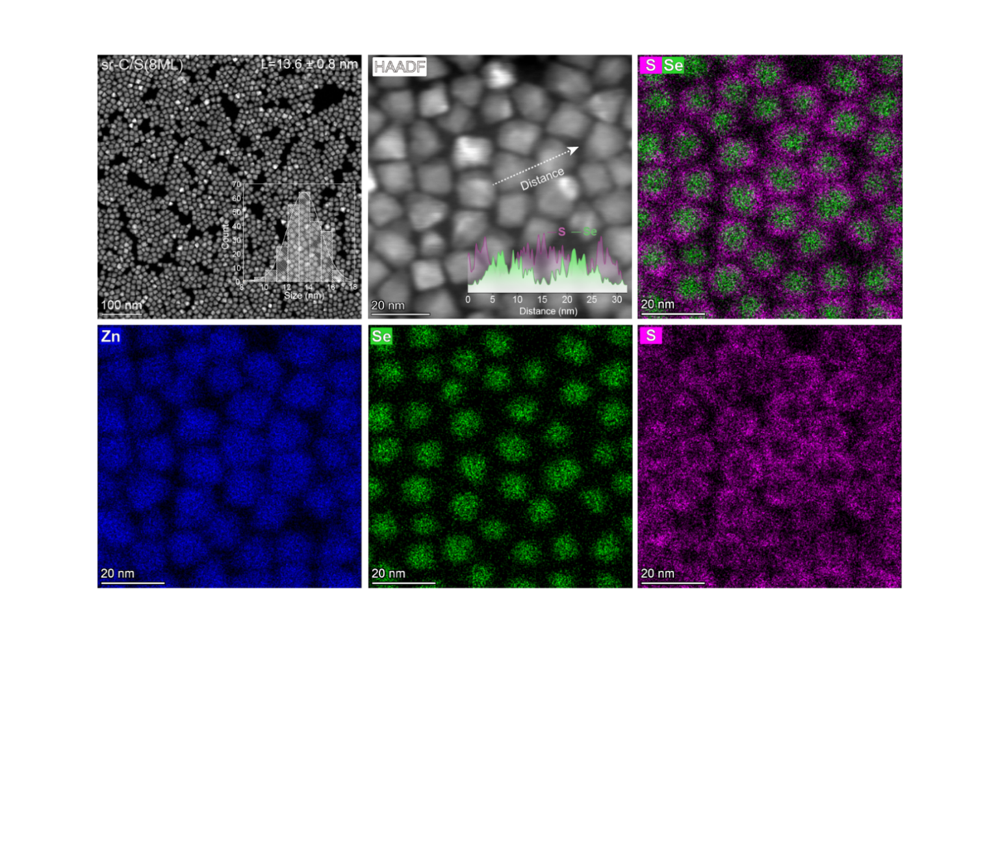 sr-C/S(8ML) L=13.6 ± 0.8 nm
70
60
50
40
30
20
10
0
Count
8 10 12 14 16 18
Size (nm)
100 nm
HAADF
Distance
S Se
0 5 10 15 20 25 30
Distance (nm)
20 nm
S Se
20 nm
Zn
20 nm
Se
20 nm
S
20 nm